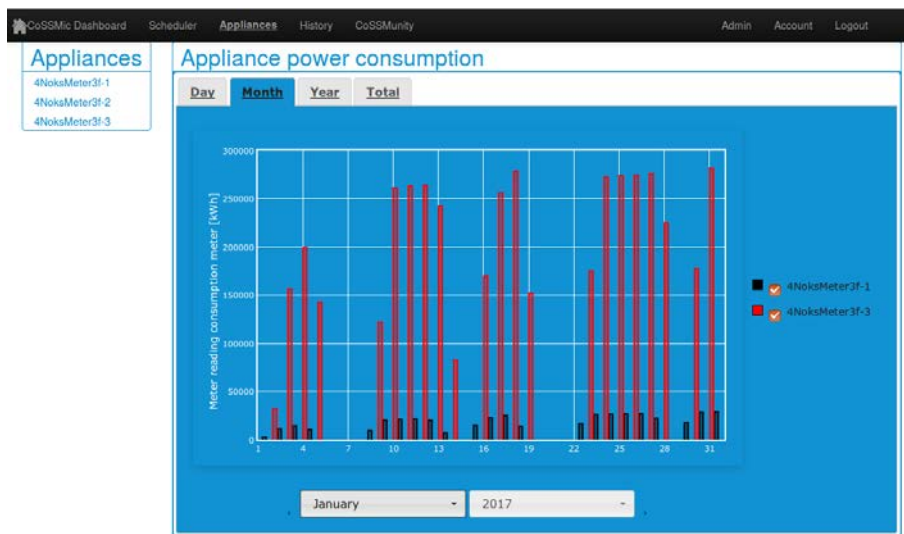 CoSSMic Dashboard Scheduler Appliances History CoSSMunity Admin Account Logout
Appliances
4NoksMeter3f-1
4NoksMeter3f-2
4NoksMeter3f-3
Appliance power consumption
Day Month Year Total
Meter reading consumption meter [kWh]
300000
250000
200000
150000
100000
50000
0
1 4 7 10 13 16 19 22 25 28 31
4NoksMeter3f-1
4NoksMeter3f-3
January 2017